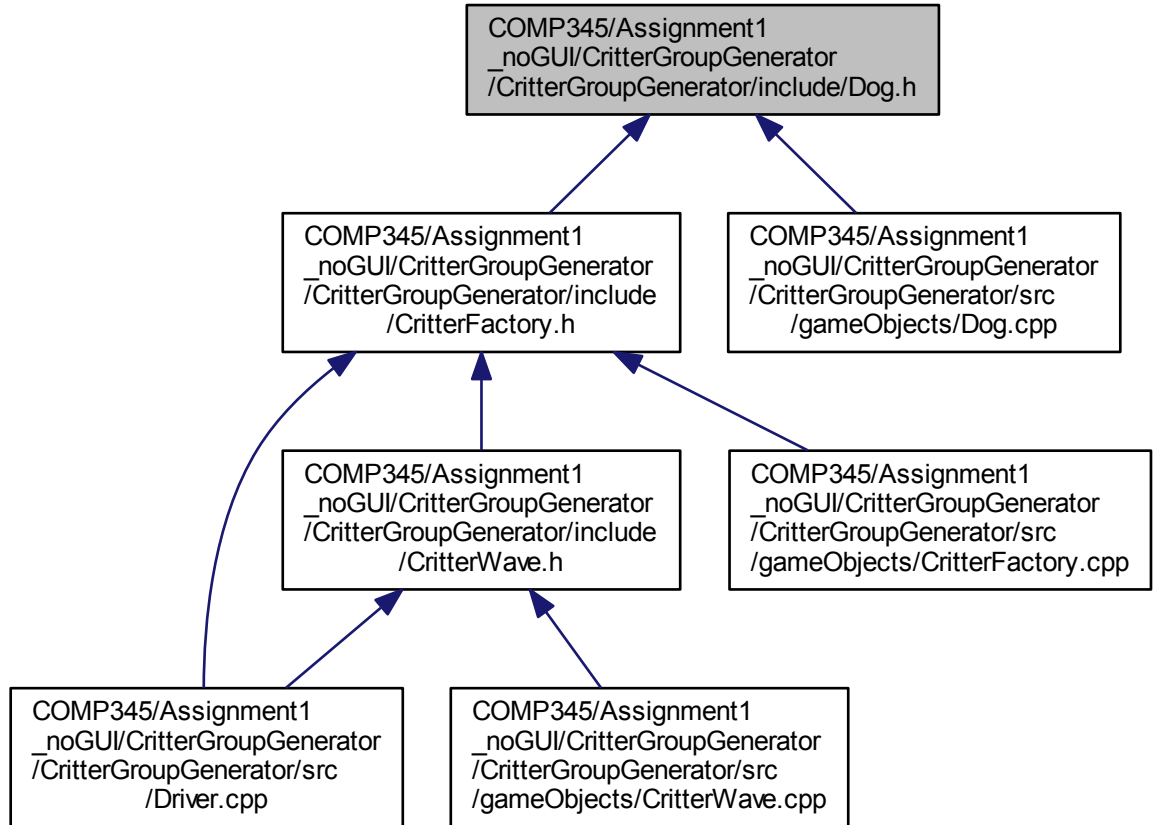 COMP345/Assignment1
_noGUI/CritterGroupGenerator
/CritterGroupGenerator/include/Dog.h
COMP345/Assignment1
_noGUI/CritterGroupGenerator
/CritterGroupGenerator/include
/CritterFactory.h
COMP345/Assignment1
_noGUI/CritterGroupGenerator
/CritterGroupGenerator/src
/gameObjects/Dog.cpp
COMP345/Assignment1
_noGUI/CritterGroupGenerator
/CritterGroupGenerator/include
/CritterWave.h
COMP345/Assignment1
_noGUI/CritterGroupGenerator
/CritterGroupGenerator/src
/gameObjects/CritterFactory.cpp
COMP345/Assignment1
_noGUI/CritterGroupGenerator
/CritterGroupGenerator/src
/Driver.cpp
COMP345/Assignment1
_noGUI/CritterGroupGenerator
/CritterGroupGenerator/src
/gameObjects/CritterWave.cpp